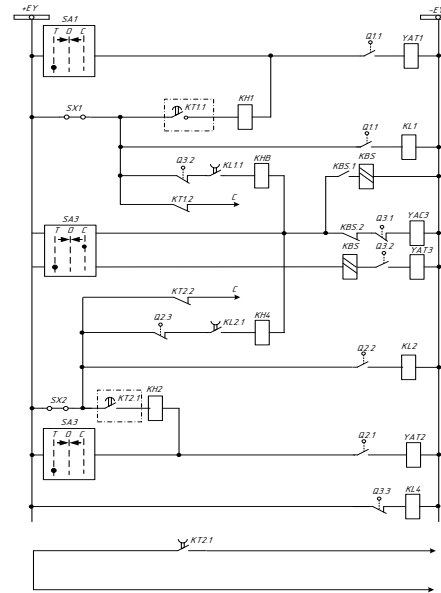 +EY
-EY
SA1
T O C
Q1.1
YAT1
SX1
KT1.1
KH1
Q1.1
KL1
Q3.2
KL1.1
KHB
KBS.1
KBS
KT1.2
C
SA3
T O C
KBS.2
Q3.1
YAC3
KBS
Q3.2
YAT3
KT2.2
C
Q2.3
KL2.1
KH4
Q2.2
KL2
SX2
KT2.1
KH2
SA3
T O C
Q2.1
YAT2
Q3.3
KL4
KT2.1